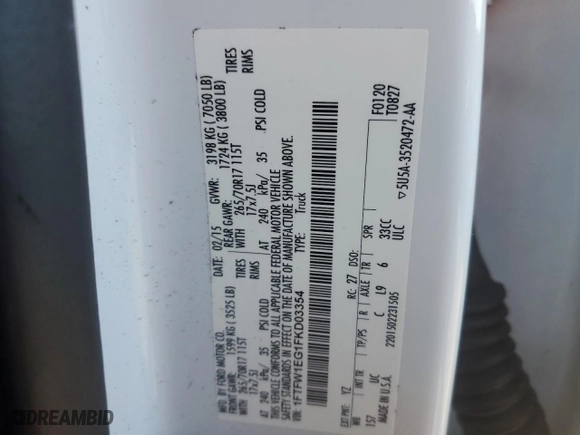 MFD. BY FORD MOTOR CO.
DATE: 02/15 GVWR: 3198 KG ( 7050 LB)
FRONT GAWR: 1599 KG ( 3525 LB) REAR GAWR: 1724 KG ( 3800 LB)
WITH 265/70R17 115T TIRES WITH 265/70R17 115T TIRES
17x7.5J RIMS 17x7.5J RIMS
AT 240 kPa/ 35 PSI COLD AT 240 kPa/ 35 PSI COLD
THIS VEHICLE CONFORMS TO ALL APPLICABLE FEDERAL MOTOR VEHICLE
SAFETY STANDARDS IN EFFECT ON THE DATE OF MANUFACTURE SHOWN ABOVE.
VIN: 1FTFW1EG1FKD03354 TYPE: Truck
F0120
T0827
EXT PNT: YZ RC: 27 DSO:
WB INT TR TP/PS R AXLE TR SPR
157 UC C L9 6 33CC
MADE IN U.S.A. ULC
2201502231505
▽5U5A-3520472-AA
DREAMBID